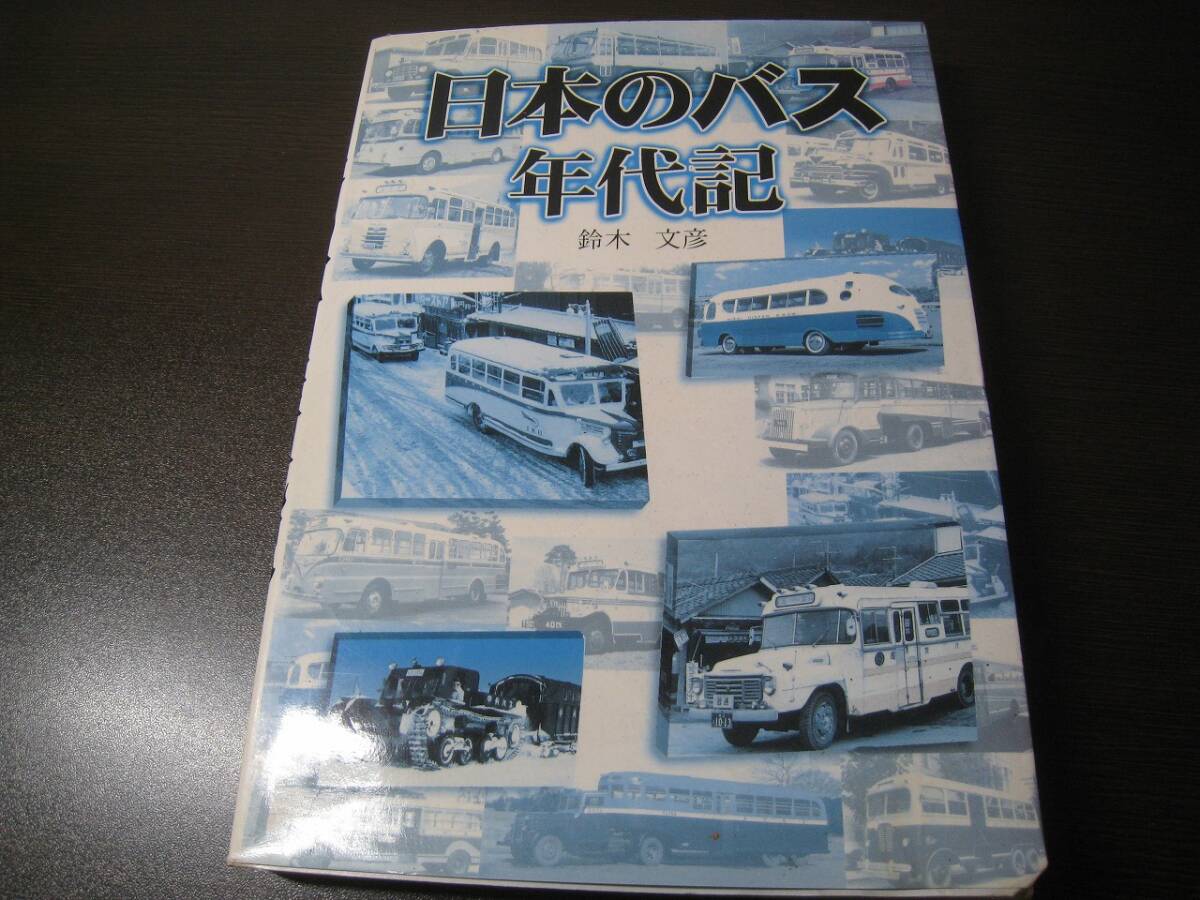 日本のバス
年代記
鈴木 文彦